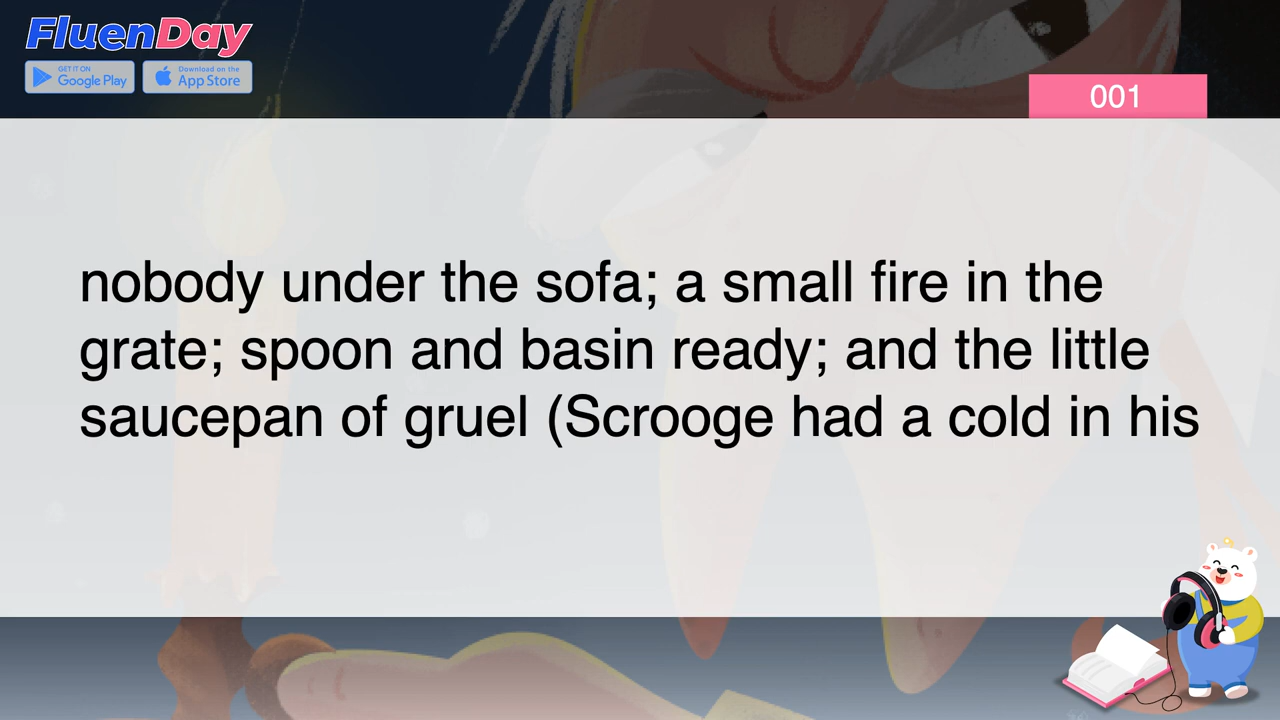 FluenDay
GET IT ON
Google Play
Download on the
App Store
001
nobody under the sofa; a small fire in the
grate; spoon and basin ready; and the little
saucepan of gruel (Scrooge had a cold in his